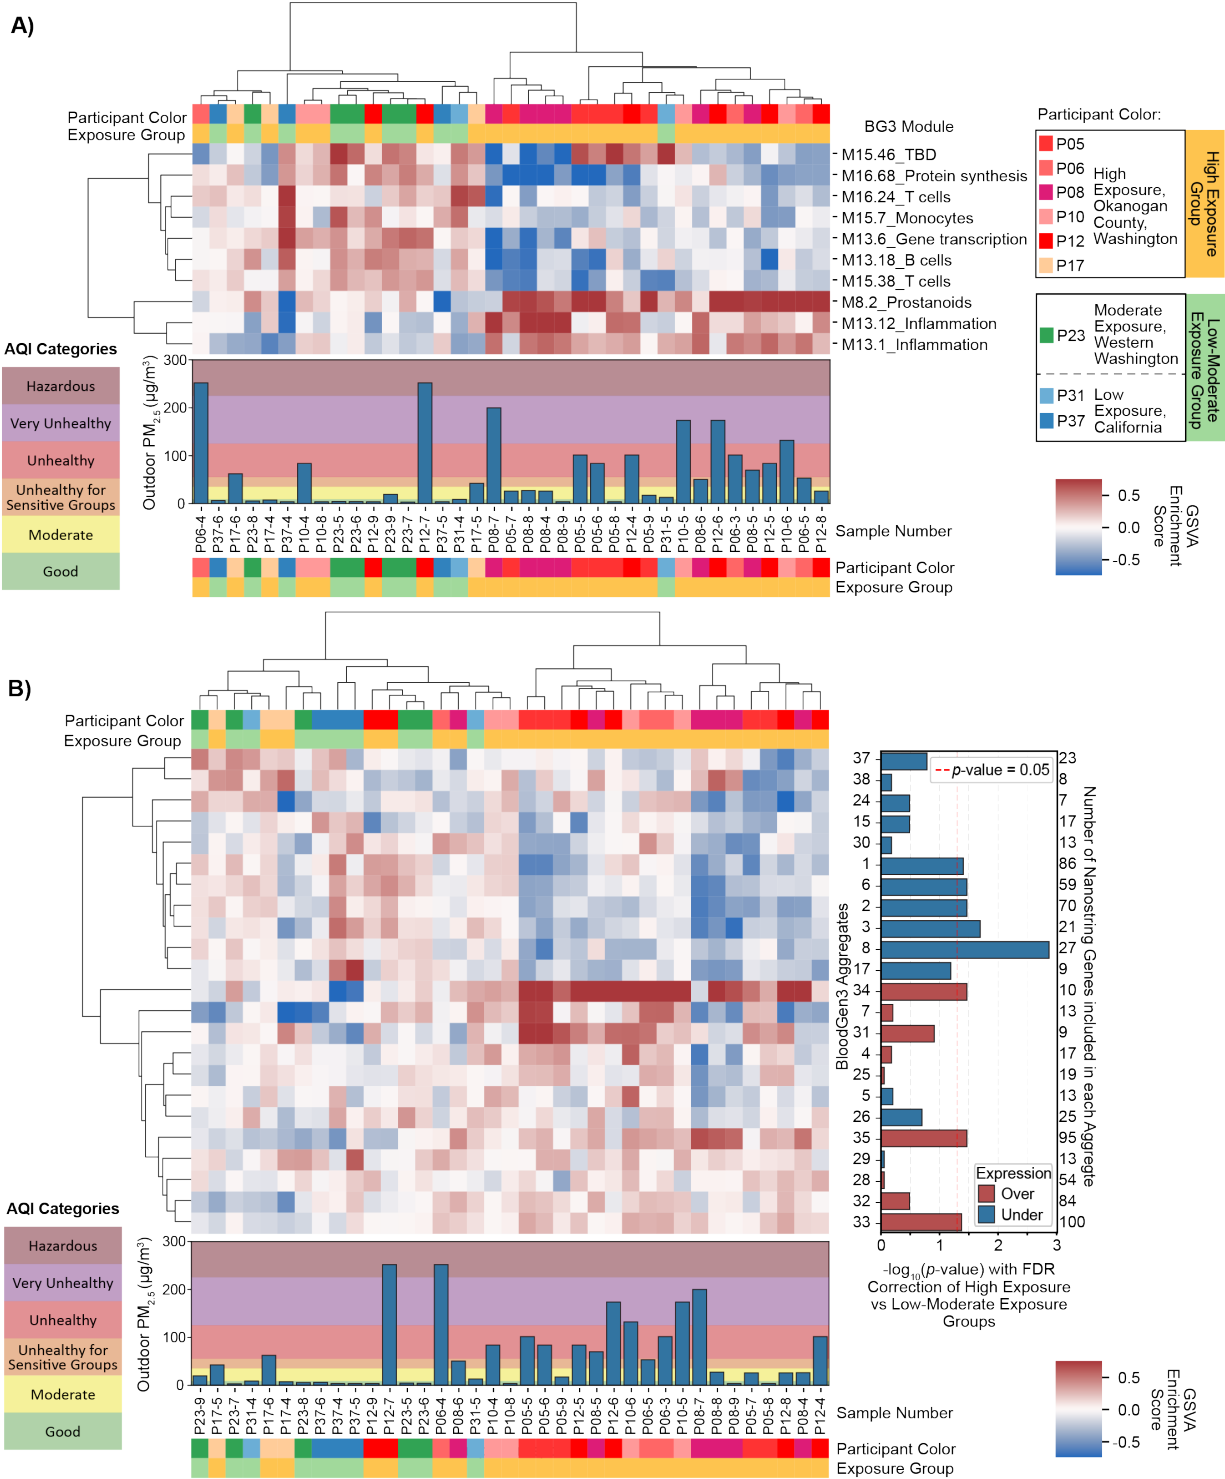 A)
Participant Color
Exposure Group
BG3 Module
M15.46_TBD
M16.68_Protein synthesis
M16.24_T cells
M15.7_Monocytes
M13.6_Gene transcription
M13.18_B cells
M15.38_T cells
M8.2_Prostanoids
M13.12_Inflammation
M13.1_Inflammation
Participant Color:
P05
P06
P08
P10
P12
P17
High
Exposure,
Okanogan
County,
Washington
High Exposure
Group
P23
Moderate
Exposure,
Western
Washington
P31
P37
Low
Exposure,
California
Low-Moderate
Exposure Group
AQI Categories
Hazardous
Very Unhealthy
Unhealthy
Unhealthy for
Sensitive Groups
Moderate
Good
Outdoor PM2.5 (µg/m³)
300
200
100
0
P06-4 P37-6 P17-6 P23-8 P17-4 P37-4 P10-4 P10-8 P23-5 P23-6 P12-9 P23-9 P23-7 P12-7 P37-5 P31-4 P17-5 P08-7 P05-7 P08-8 P08-4 P08-9 P05-5 P05-6 P05-8 P12-4 P05-9 P31-5 P10-5 P08-6 P12-6 P06-3 P08-5 P12-5 P10-6 P06-5 P12-8
Sample Number
Participant Color
Exposure Group
0.5
0.0
-0.5
GSVA
Enrichment
Score
B)
Participant Color
Exposure Group
BloodGen3 Aggregates
37
38
24
15
30
1
6
2
3
8
17
34
7
31
4
25
5
26
35
29
28
32
33
p-value = 0.05
23
8
7
17
13
86
59
70
21
27
9
10
13
9
17
19
13
25
95
13
54
84
100
Number of Nanostring Genes included in each Aggregte
Expression
Over
Under
0 1 2 3
-log10(p-value) with FDR
Correction of High Exposure
vs Low-Moderate Exposure
Groups
AQI Categories
Hazardous
Very Unhealthy
Unhealthy
Unhealthy for
Sensitive Groups
Moderate
Good
Outdoor PM2.5 (µg/m³)
300
200
100
0
P23-9 P17-5 P23-7 P31-4 P17-6 P17-4 P23-8 P37-6 P37-4 P37-5 P12-9 P12-7 P23-5 P23-6 P06-4 P08-6 P31-5 P10-4 P10-8 P05-5 P05-6 P05-9 P12-5 P08-5 P12-6 P10-6 P06-5 P06-3 P10-5 P08-7 P08-8 P08-9 P05-7 P05-8 P12-8 P08-4 P12-4
Sample Number
Participant Color
Exposure Group
0.5
0.0
-0.5
GSVA
Enrichment
Score